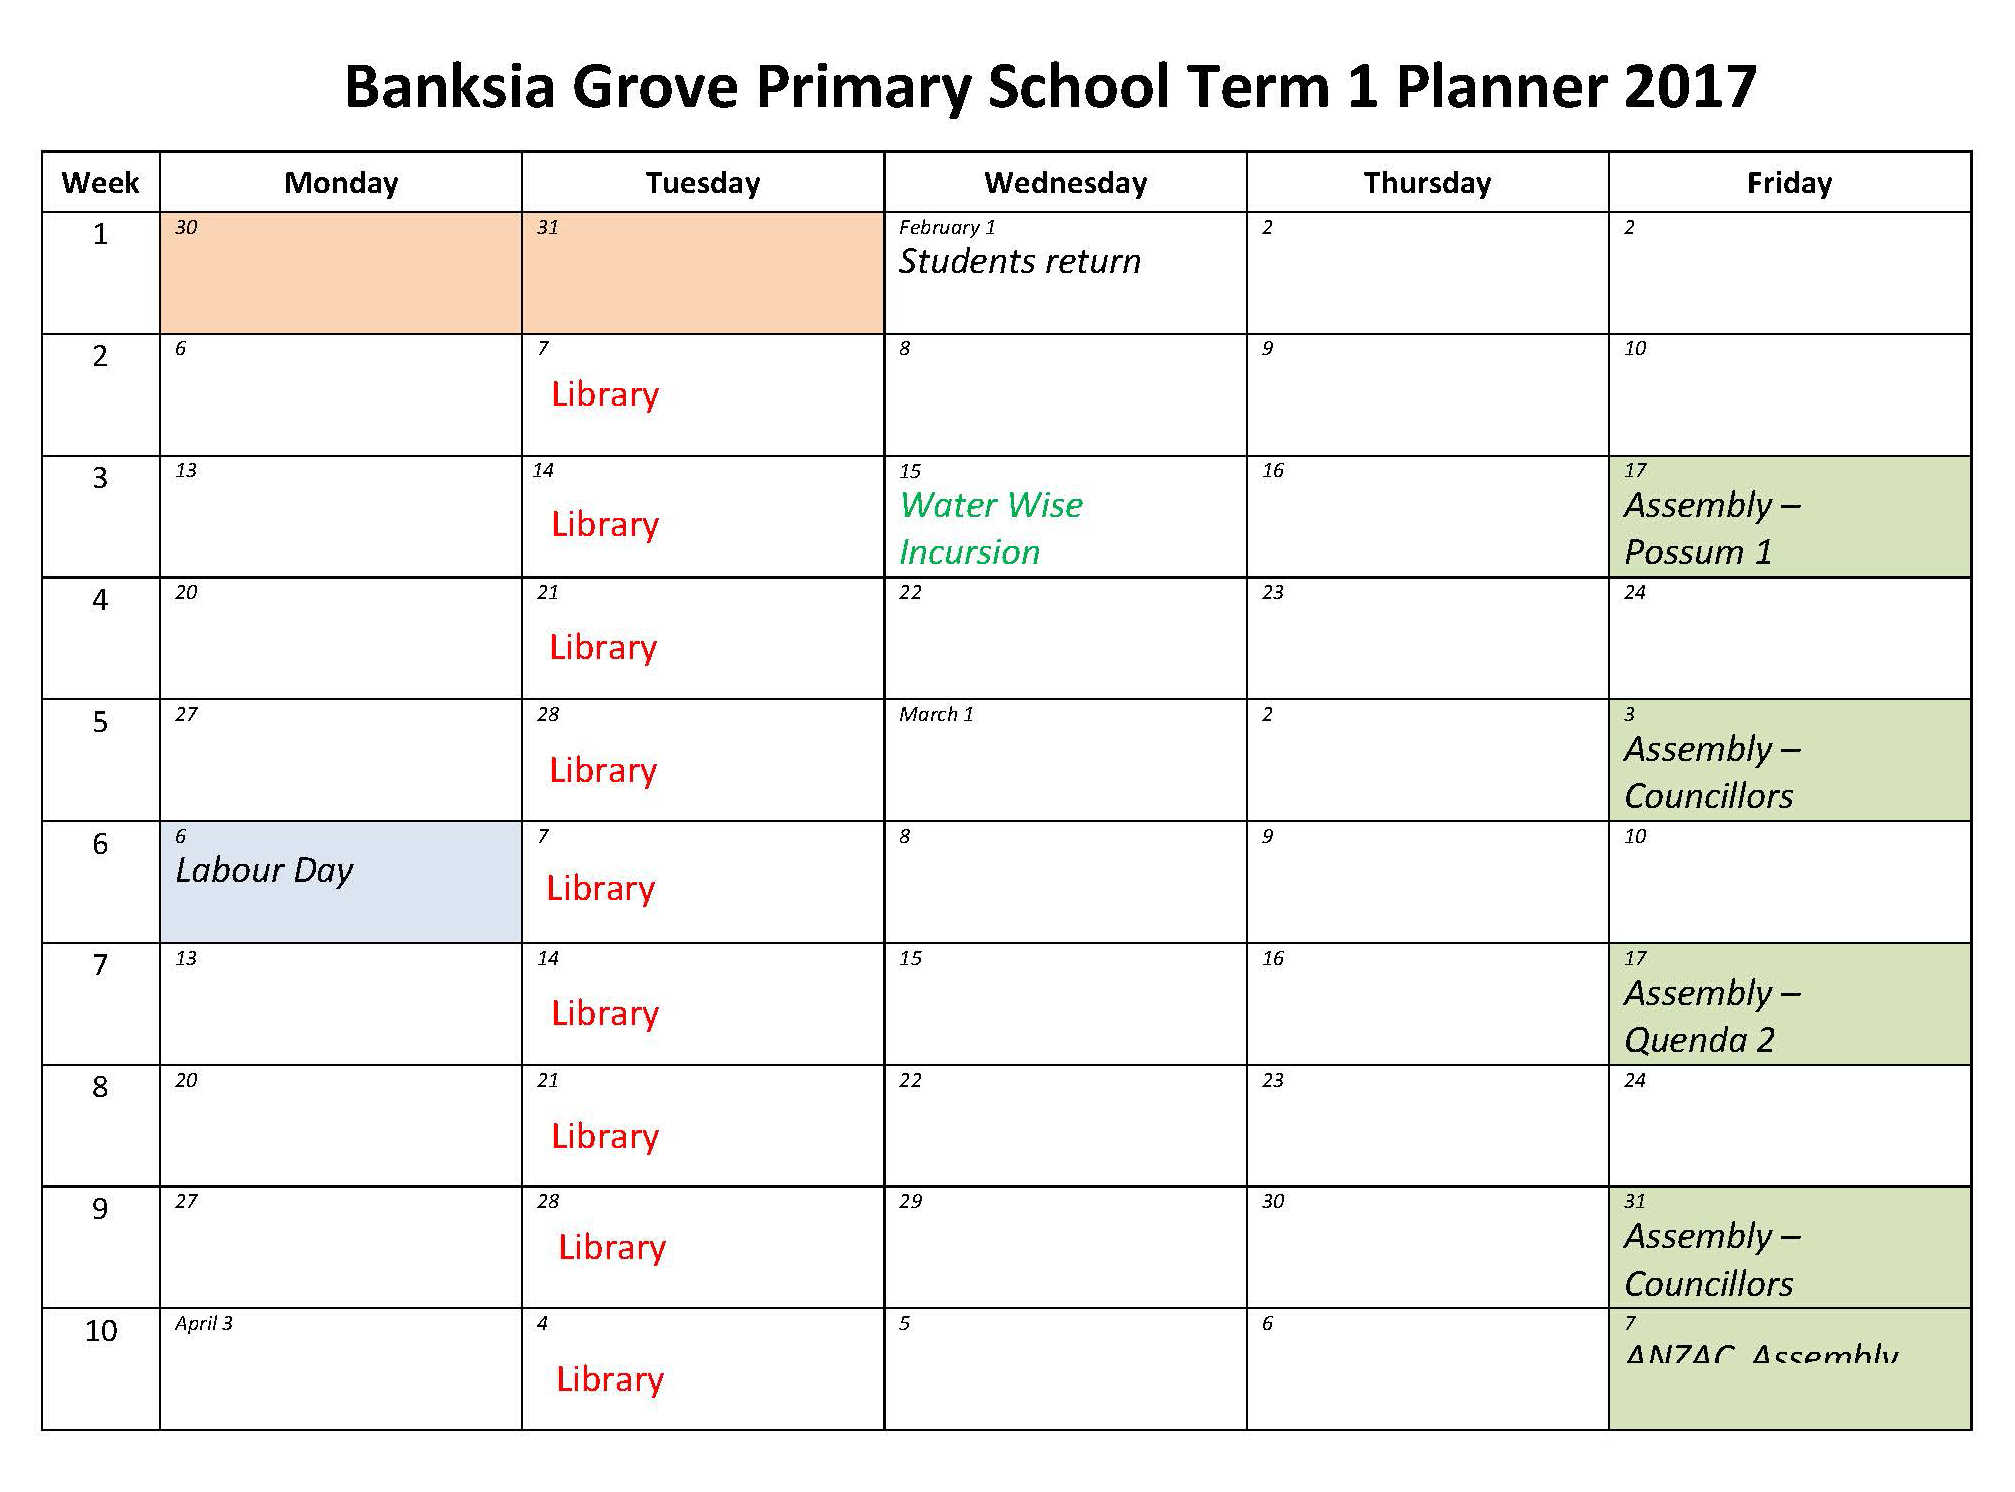 Banksia Grove Primary School Term 1 Planner 2017
Week Monday Tuesday Wednesday Thursday Friday
1 30 31 February 1 2 2
Students return
2 6 7 8 9 10
Library
3 13 14 15 16 17
Library Water Wise Assembly –
Incursion Possum 1
4 20 21 22 23 24
Library
5 27 28 March 1 2 3
Library Assembly –
Councillors
6 6 7 8 9 10
Labour Day Library
7 13 14 15 16 17
Library Assembly –
Quenda 2
8 20 21 22 23 24
Library
9 27 28 29 30 31
Library Assembly –
Councillors
10 April 3 4 5 6 7
Library ANZAC Assembly